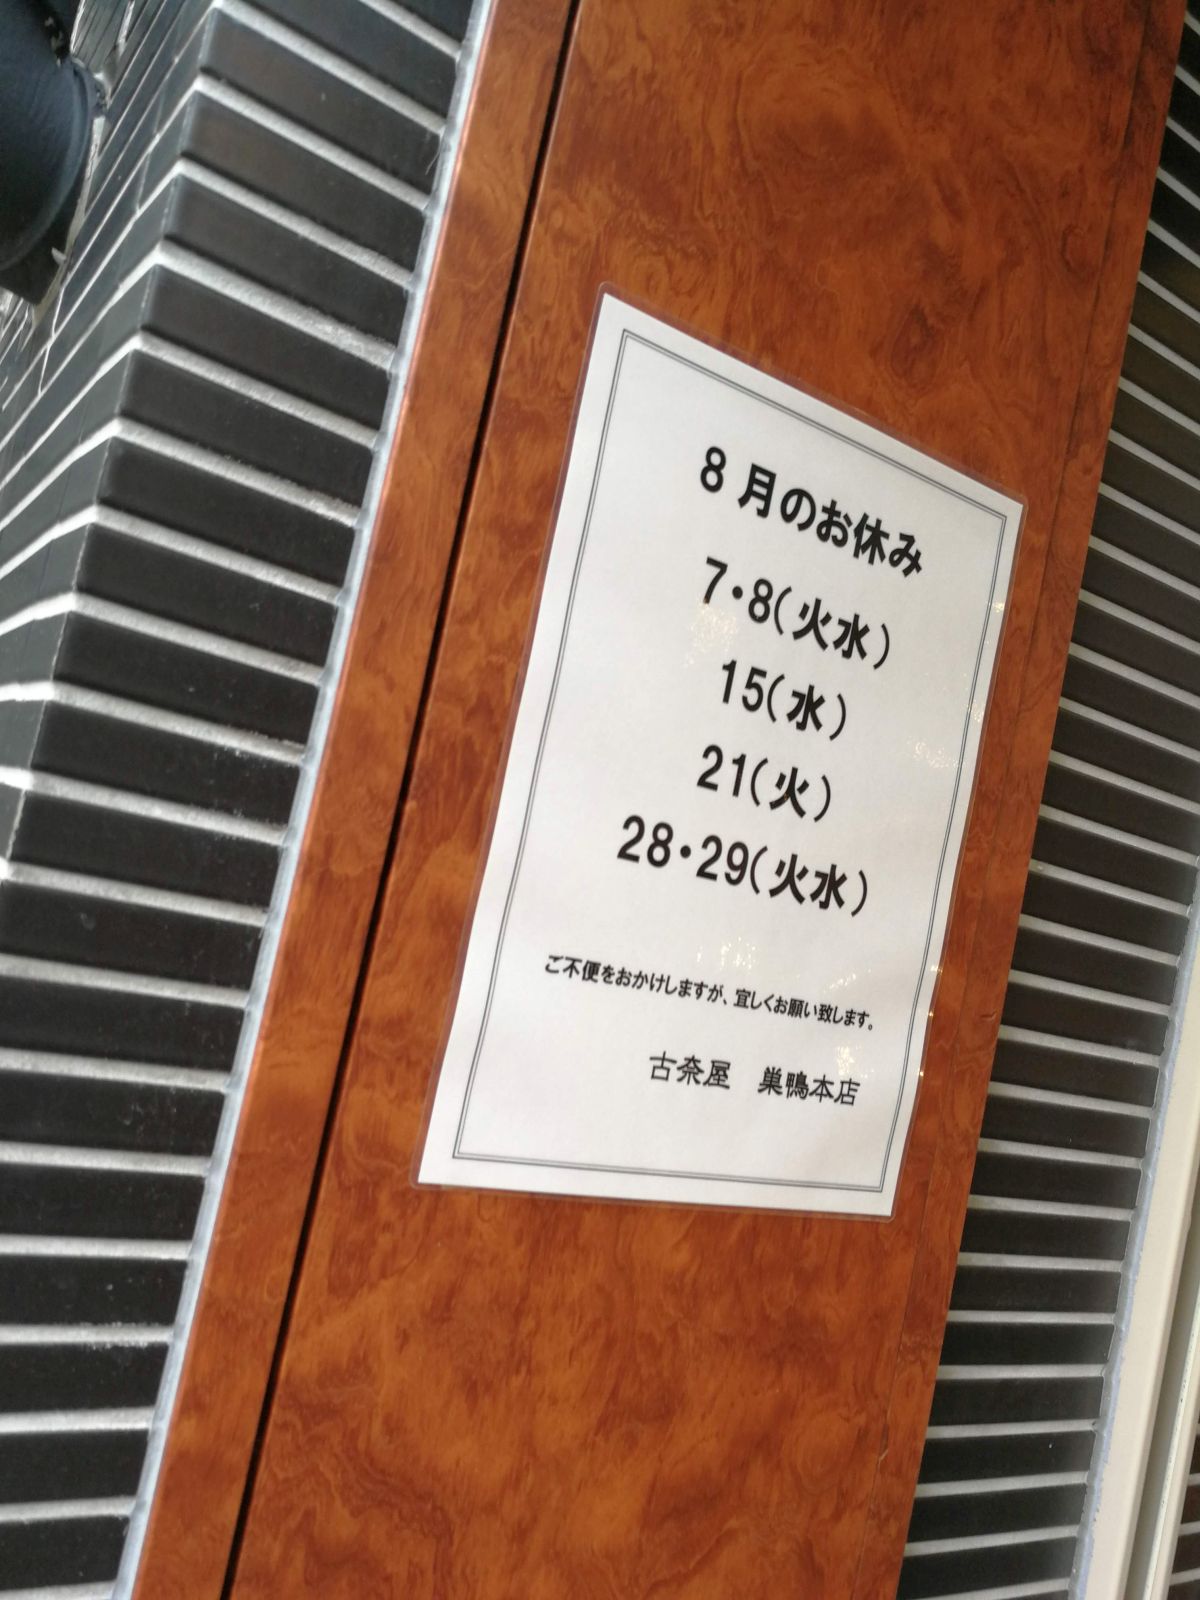 8月のお休み
7・8(火水)
15(水)
21(火)
28・29(火水)
ご不便をおかけしますが、宜しくお願い致します。
古奈屋　巣鴨本店